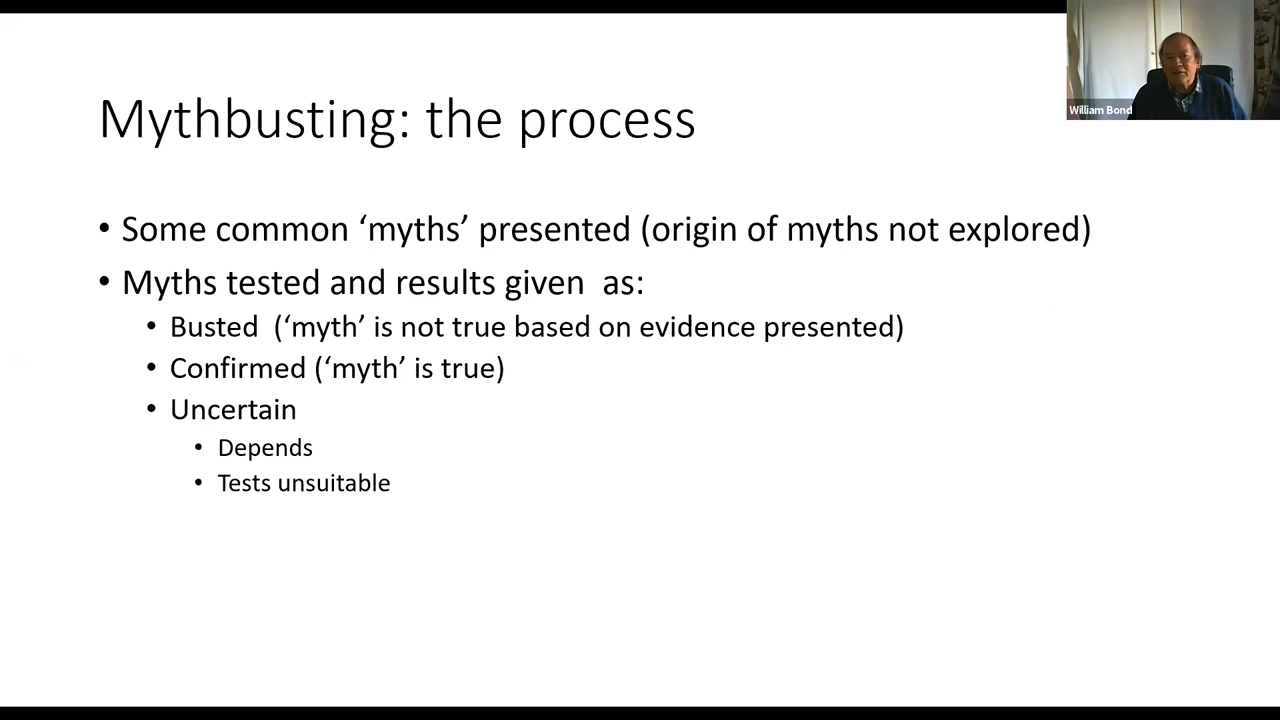 William Bond
Mythbusting: the process
• Some common ‘myths’ presented (origin of myths not explored)
• Myths tested and results given  as:
• Busted  (‘myth’ is not true based on evidence presented)
• Confirmed (‘myth’ is true)
• Uncertain
• Depends
• Tests unsuitable